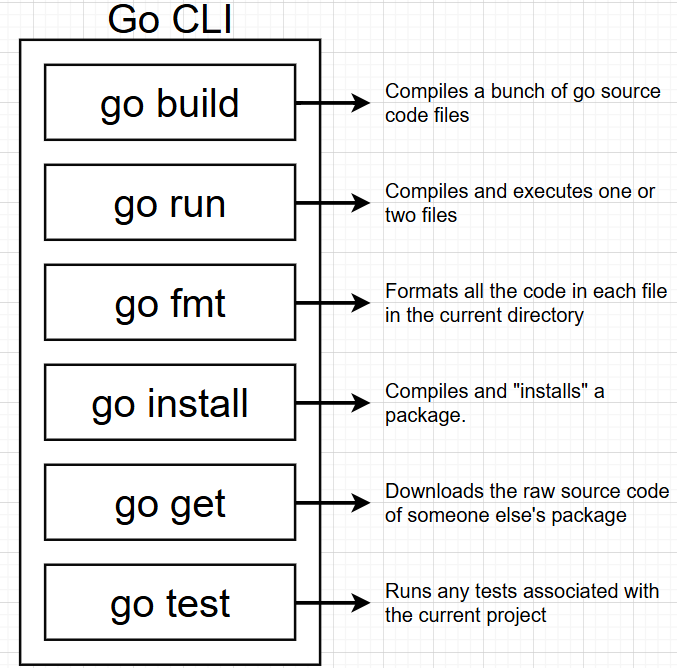 Go CLI
go build
Compiles a bunch of go source
code files
go run
Compiles and executes one or
two files
go fmt
Formats all the code in each file
in the current directory
go install
Compiles and "installs" a
package.
go get
Downloads the raw source code
of someone else's package
go test
Runs any tests associated with
the current project